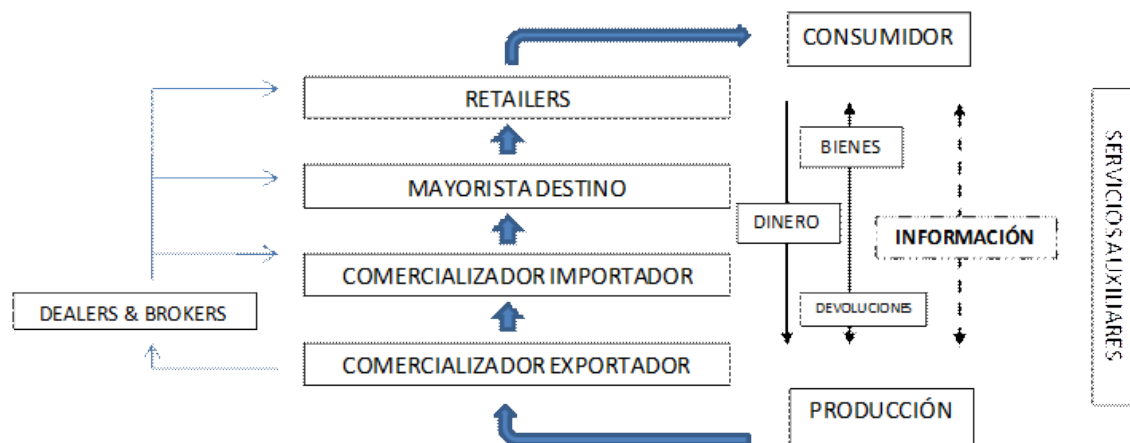 CONSUMIDOR
RETAILERS
BIENES
MAYORISTA DESTINO
DINERO
INFORMACIÓN
COMERCIALIZADOR IMPORTADOR
DEALERS & BROKERS
DEVOLUCIONES
COMERCIALIZADOR EXPORTADOR
PRODUCCIÓN
SERVICIOS AUXILIARES